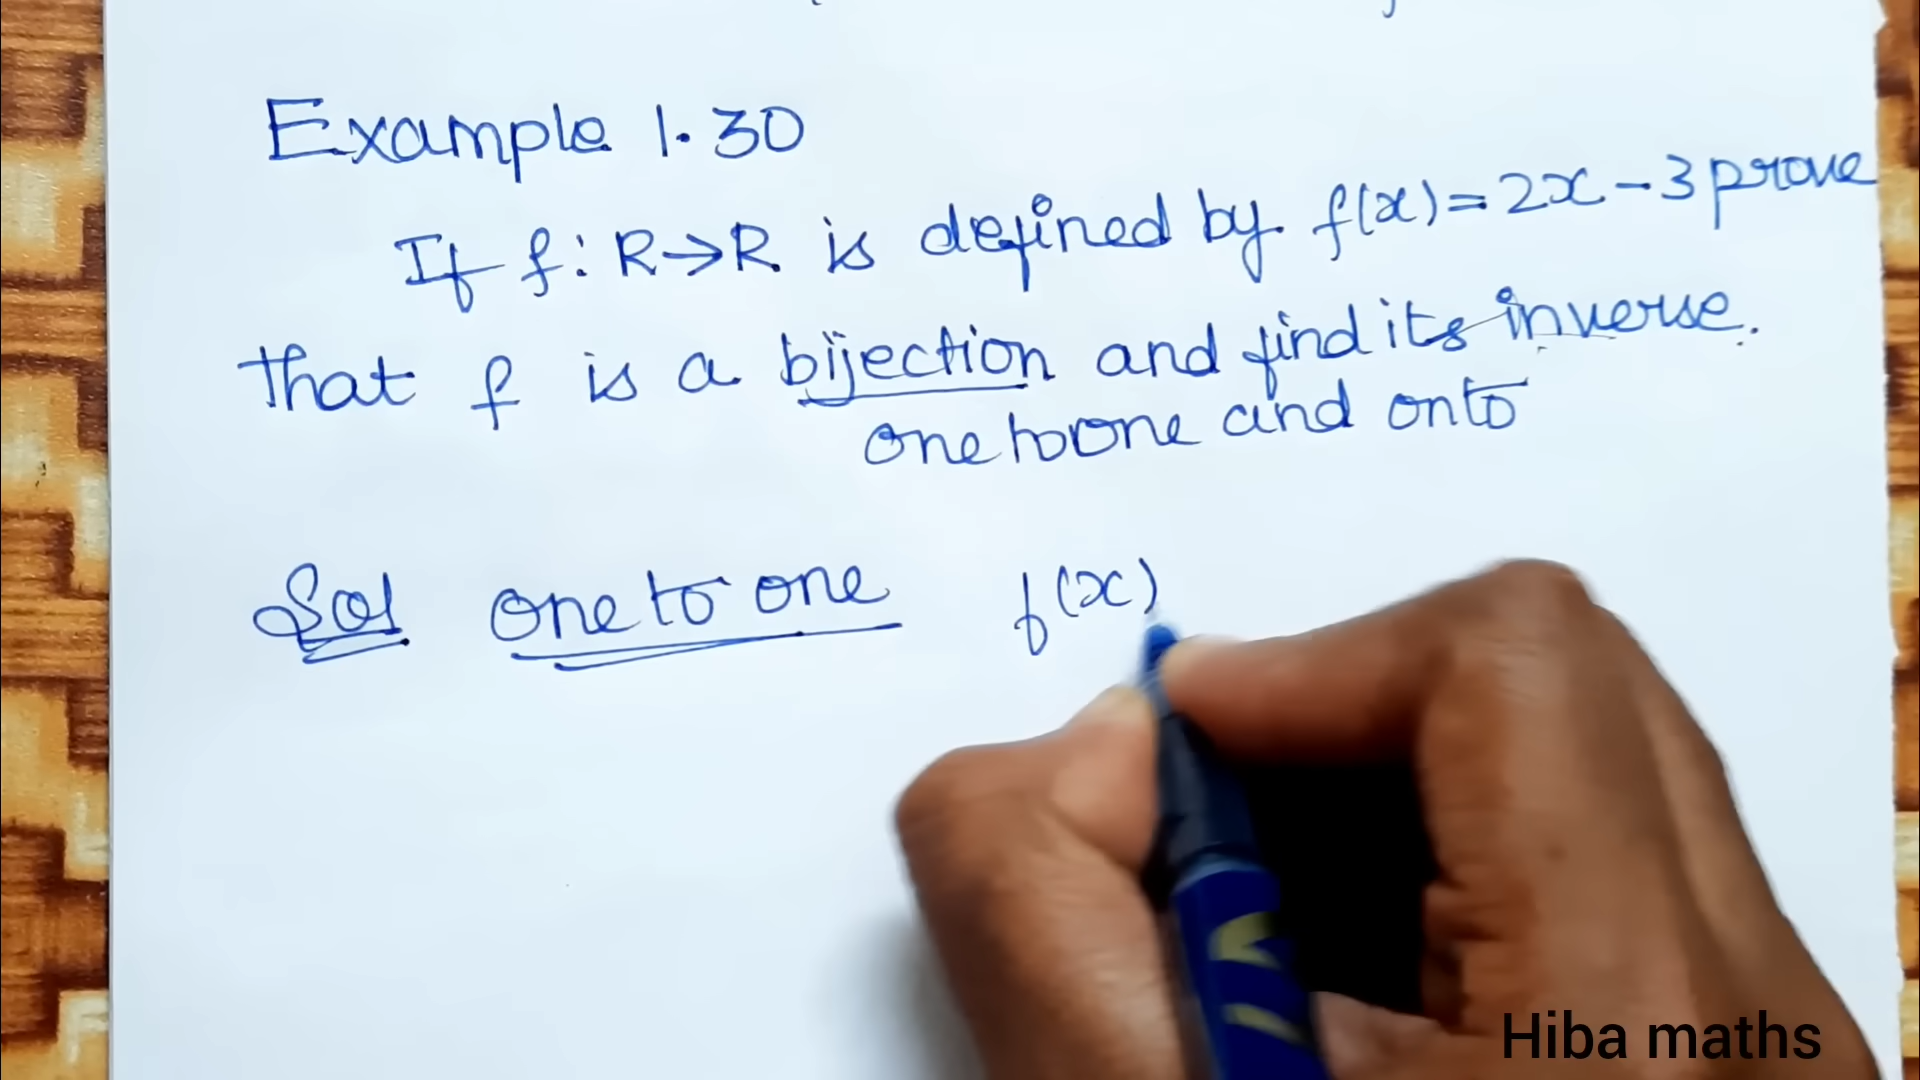 Example 1.30
If f: R→R is defined by f(x)=2x-3 prove
that f is a bijection and find its inverse.
one to one and onto
Sol one to one f(x)
Hiba maths